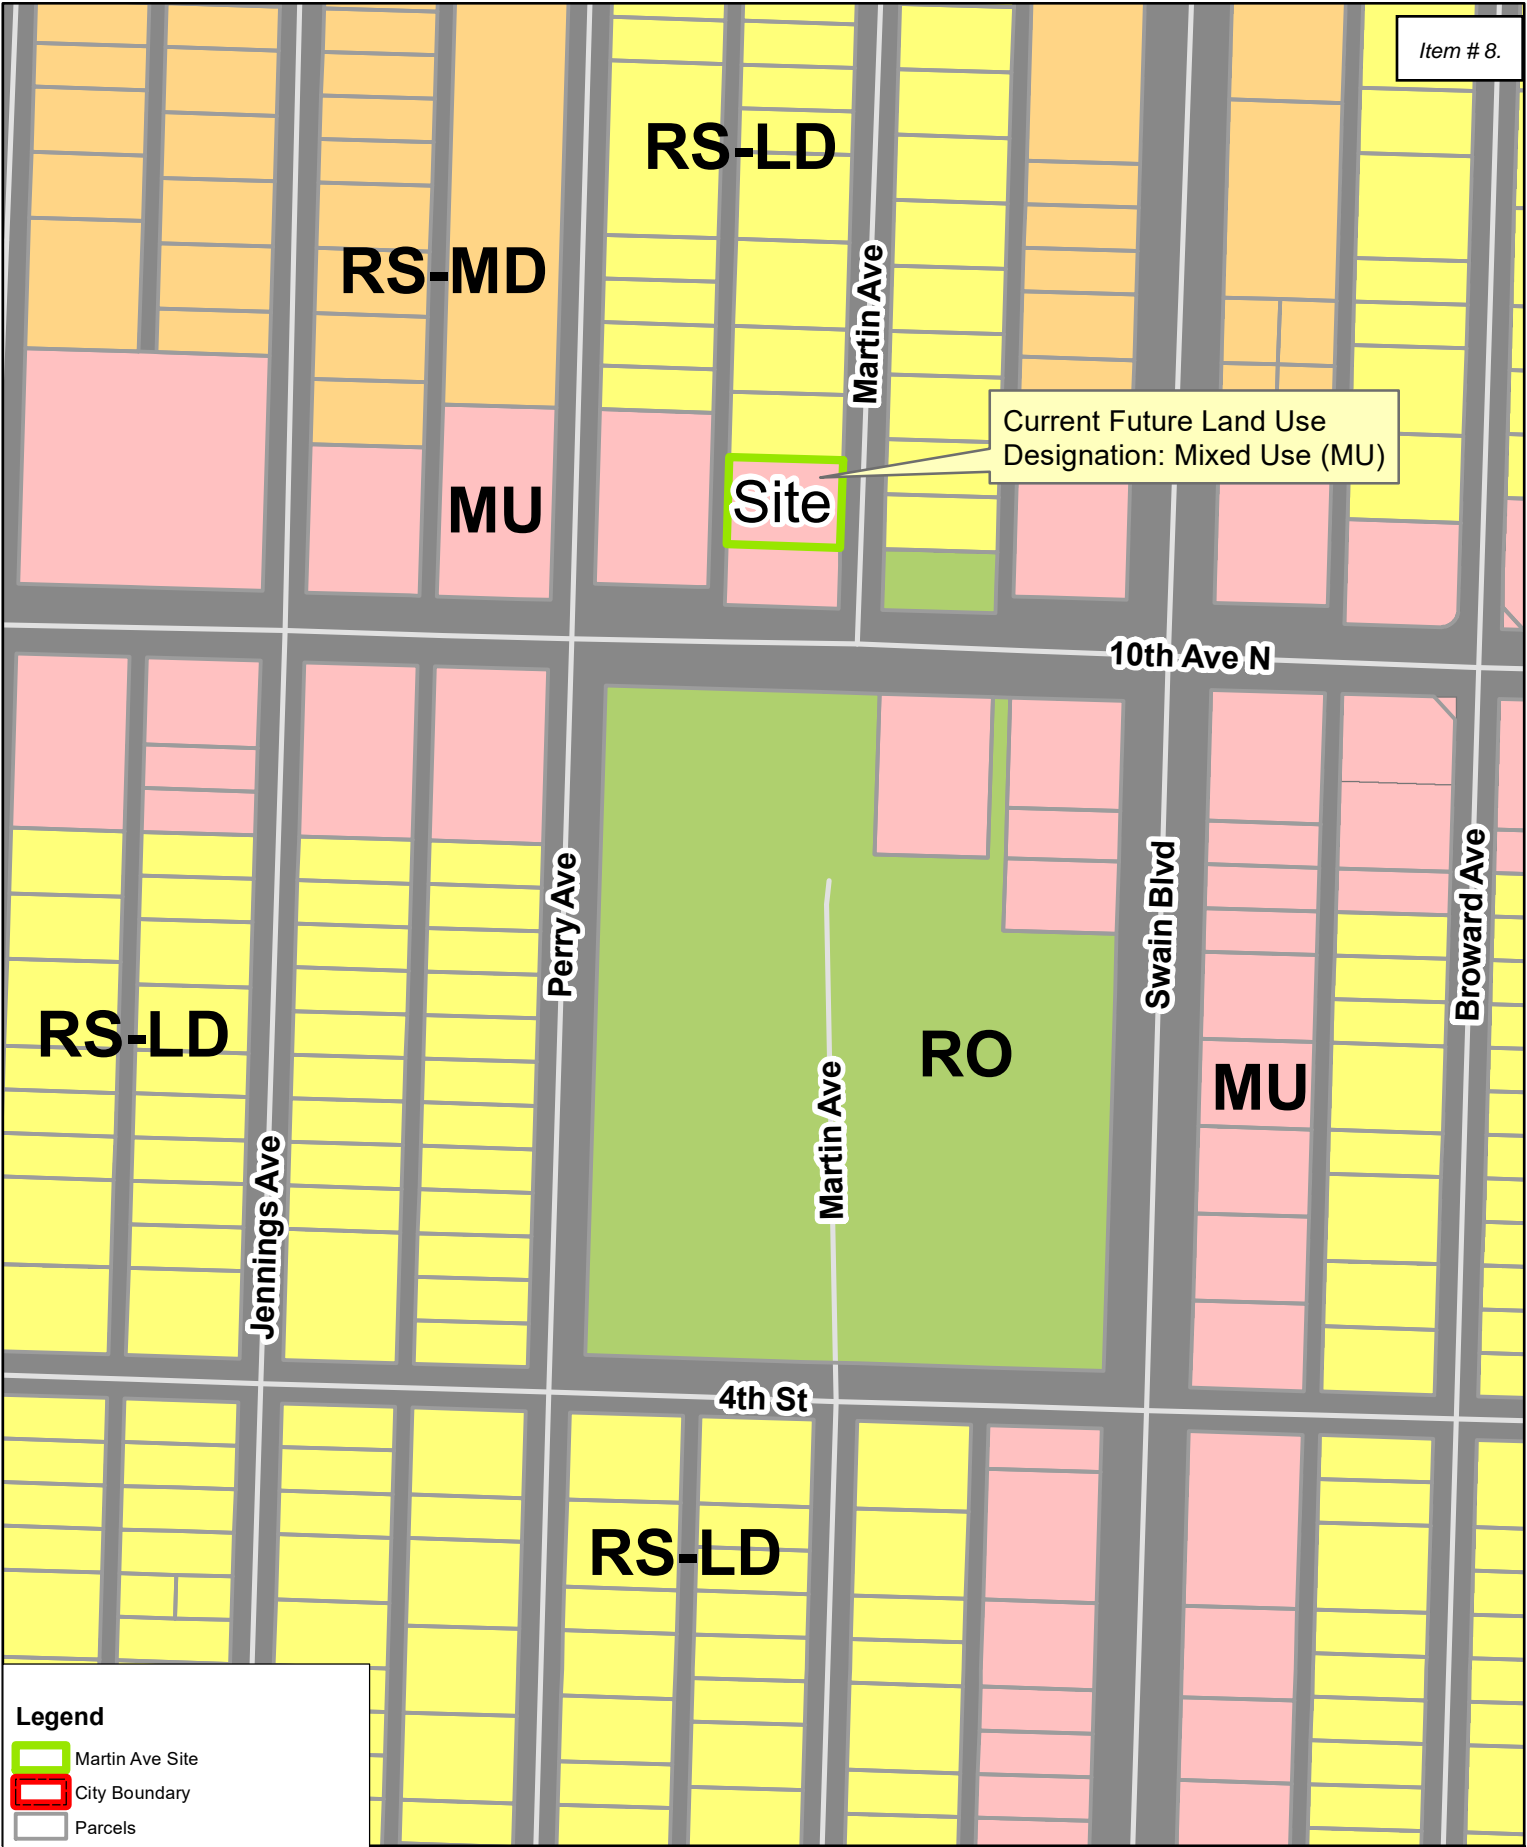 Item # 8.
RS-LD
RS-MD
Martin Ave
Current Future Land Use
Designation: Mixed Use (MU)
MU
Site
10th Ave N
Perry Ave
Swain Blvd
Broward Ave
RS-LD
RO
MU
Martin Ave
Jennings Ave
4th St
RS-LD
Legend
Martin Ave Site
City Boundary
Parcels